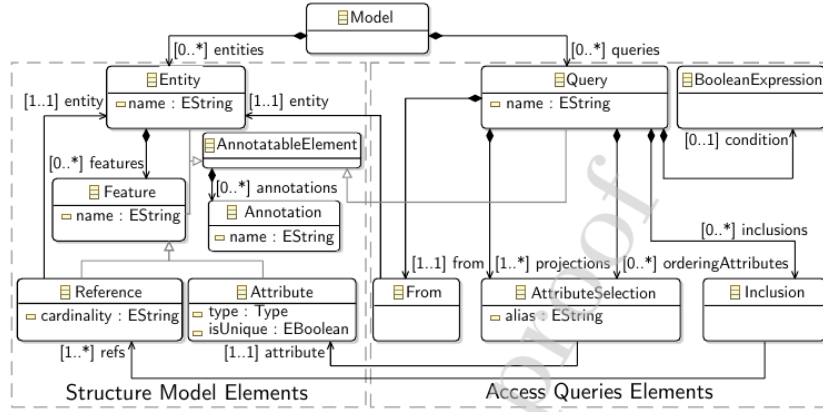 Model
[0..*] entities
[0..*] queries
Entity
name : EString
Query
name : EString
BooleanExpression
[1..1] entity
[1..1] entity
[0..1] condition
AnnotatableElement
[0..*] features
[0..*] annotations
Feature
name : EString
Annotation
name : EString
[0..*] inclusions
[1..1] from
[1..*] projections
[0..*] orderingAttributes
Reference
cardinality : EString
Attribute
type : Type
isUnique : EBoolean
From
AttributeSelection
alias : EString
Inclusion
[1..*] refs
[1..1] attribute
Structure Model Elements
Access Queries Elements
proof